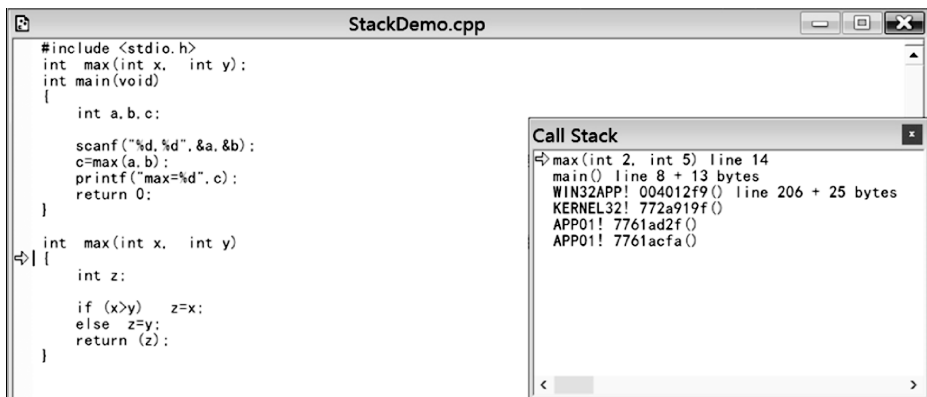 StackDemo.cpp
#include <stdio.h>
int max(int x, int y);
int main(void)
{
int a,b,c;
scanf("%d,%d",&a,&b);
c=max(a,b);
printf("max=%d",c);
return 0;
}
int max(int x, int y)
{
int z;
if (x>y) z=x;
else z=y;
return (z);
}
Call Stack
max(int 2, int 5) line 14
main() line 8 + 13 bytes
WIN32APP! 004012f9() line 206 + 25 bytes
KERNEL32! 772a919f()
APP01! 7761ad2f()
APP01! 7761acfa()